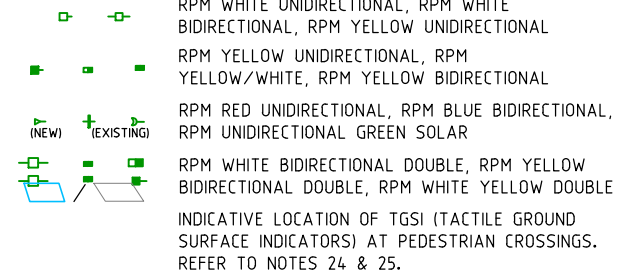 RPM WHITE UNIDIRECTIONAL, RPM WHITE
BIDIRECTIONAL, RPM YELLOW UNIDIRECTIONAL
RPM YELLOW UNIDIRECTIONAL, RPM
YELLOW/WHITE, RPM YELLOW BIDIRECTIONAL
RPM RED UNIDIRECTIONAL, RPM BLUE BIDIRECTIONAL,
(NEW) (EXISTING) RPM UNIDIRECTIONAL GREEN SOLAR
RPM WHITE BIDIRECTIONAL DOUBLE, RPM YELLOW
BIDIRECTIONAL DOUBLE, RPM WHITE YELLOW DOUBLE
INDICATIVE LOCATION OF TGSI (TACTILE GROUND
SURFACE INDICATORS) AT PEDESTRIAN CROSSINGS.
REFER TO NOTES 24 & 25.